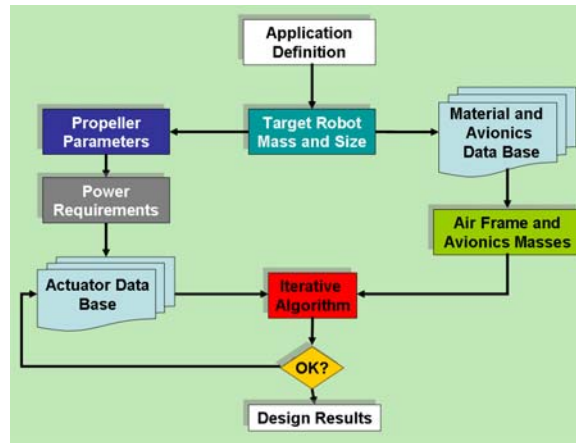 Application
Definition
Propeller
Parameters
Target Robot
Mass and Size
Material and
Avionics
Data Base
Power
Requirements
Air Frame and
Avionics Masses
Actuator Data
Base
Iterative
Algorithm
OK?
Design Results